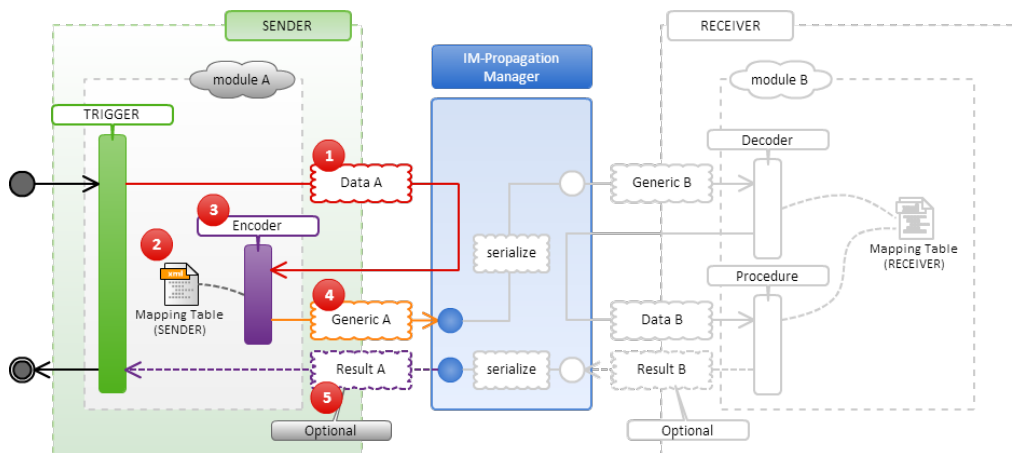 SENDER
RECEIVER
IM-Propagation
Manager
module A
module B
TRIGGER
Decoder
1
Data A
Generic B
3
Encoder
2
serialize
xml
Mapping Table
(SENDER)
Mapping Table
(RECEIVER)
Procedure
4
Generic A
Data B
Result A
serialize
Result B
5
Optional
Optional